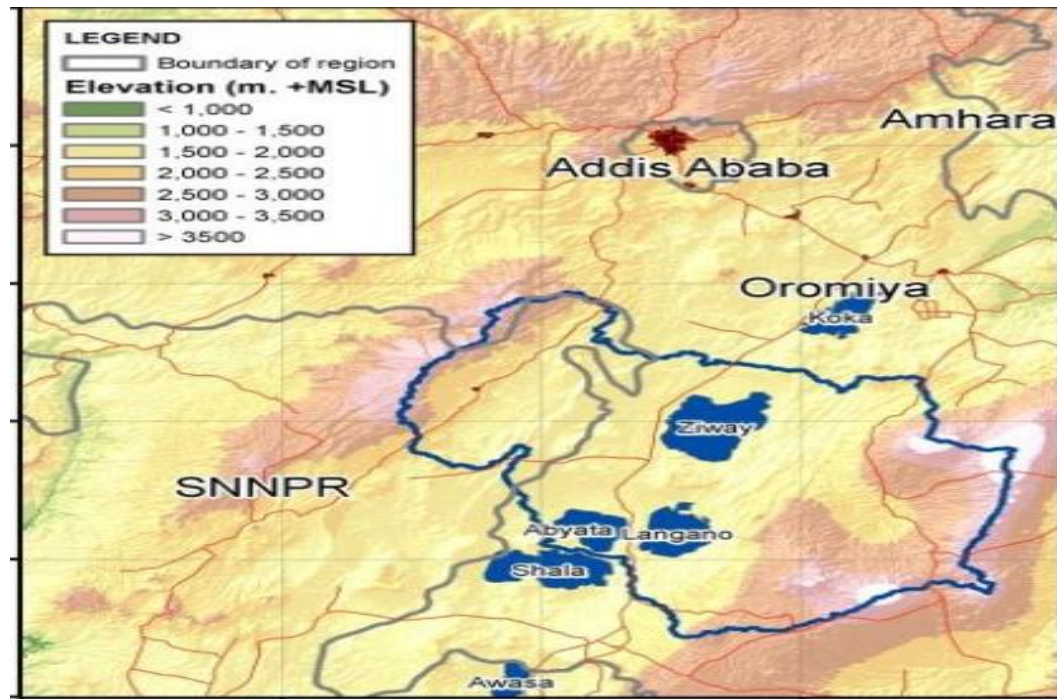 LEGEND
Boundary of region
Elevation (m. +MSL)
< 1,000
1,000 - 1,500
1,500 - 2,000
2,000 - 2,500
2,500 - 3,000
3,000 - 3,500
> 3500
Amhara
Addis Ababa
Oromiya
Koka
Ziway
SNNPR
Abyata
Langano
Shala
Awasa